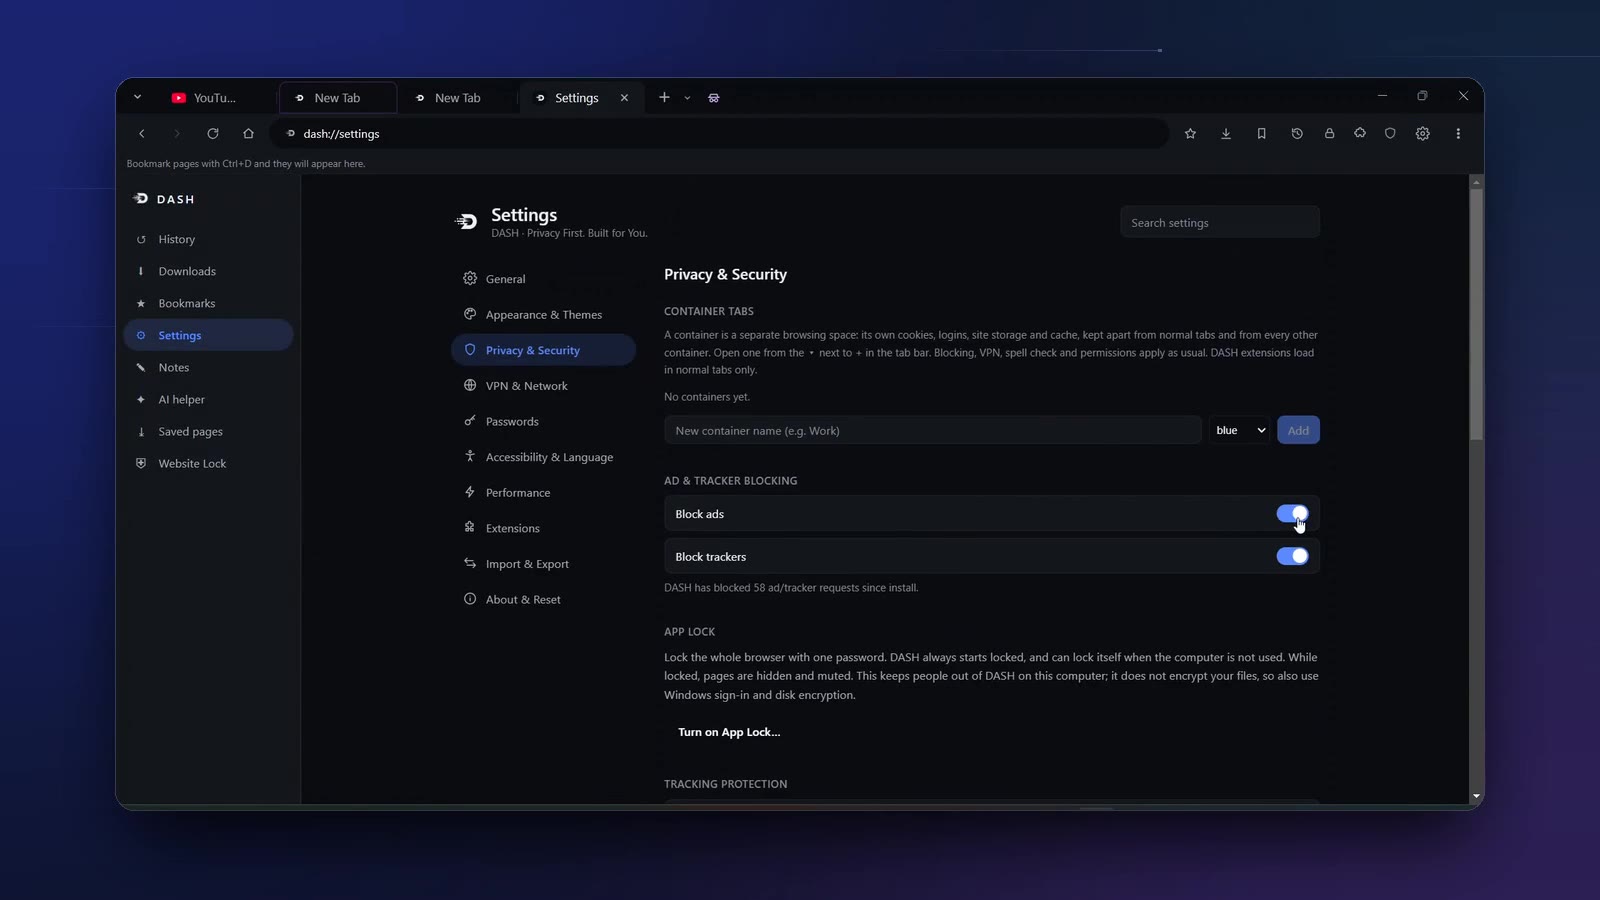 YouTu...
New Tab
New Tab
Settings
dash://settings
Bookmark pages with Ctrl+D and they will appear here.
DASH
History
Downloads
Bookmarks
Settings
Notes
AI helper
Saved pages
Website Lock
Settings
DASH - Privacy First. Built for You.
Search settings
General
Appearance & Themes
Privacy & Security
VPN & Network
Passwords
Accessibility & Language
Performance
Extensions
Import & Export
About & Reset
Privacy & Security
CONTAINER TABS
A container is a separate browsing space: its own cookies, logins, site storage and cache, kept apart from normal tabs and from every other
container. Open one from the ▾ next to + in the tab bar. Blocking, VPN, spell check and permissions apply as usual. DASH extensions load
in normal tabs only.
No containers yet.
New container name (e.g. Work)
blue
Add
AD & TRACKER BLOCKING
Block ads
Block trackers
DASH has blocked 58 ad/tracker requests since install.
APP LOCK
Lock the whole browser with one password. DASH always starts locked, and can lock itself when the computer is not used. While
locked, pages are hidden and muted. This keeps people out of DASH on this computer; it does not encrypt your files, so also use
Windows sign-in and disk encryption.
Turn on App Lock...
TRACKING PROTECTION